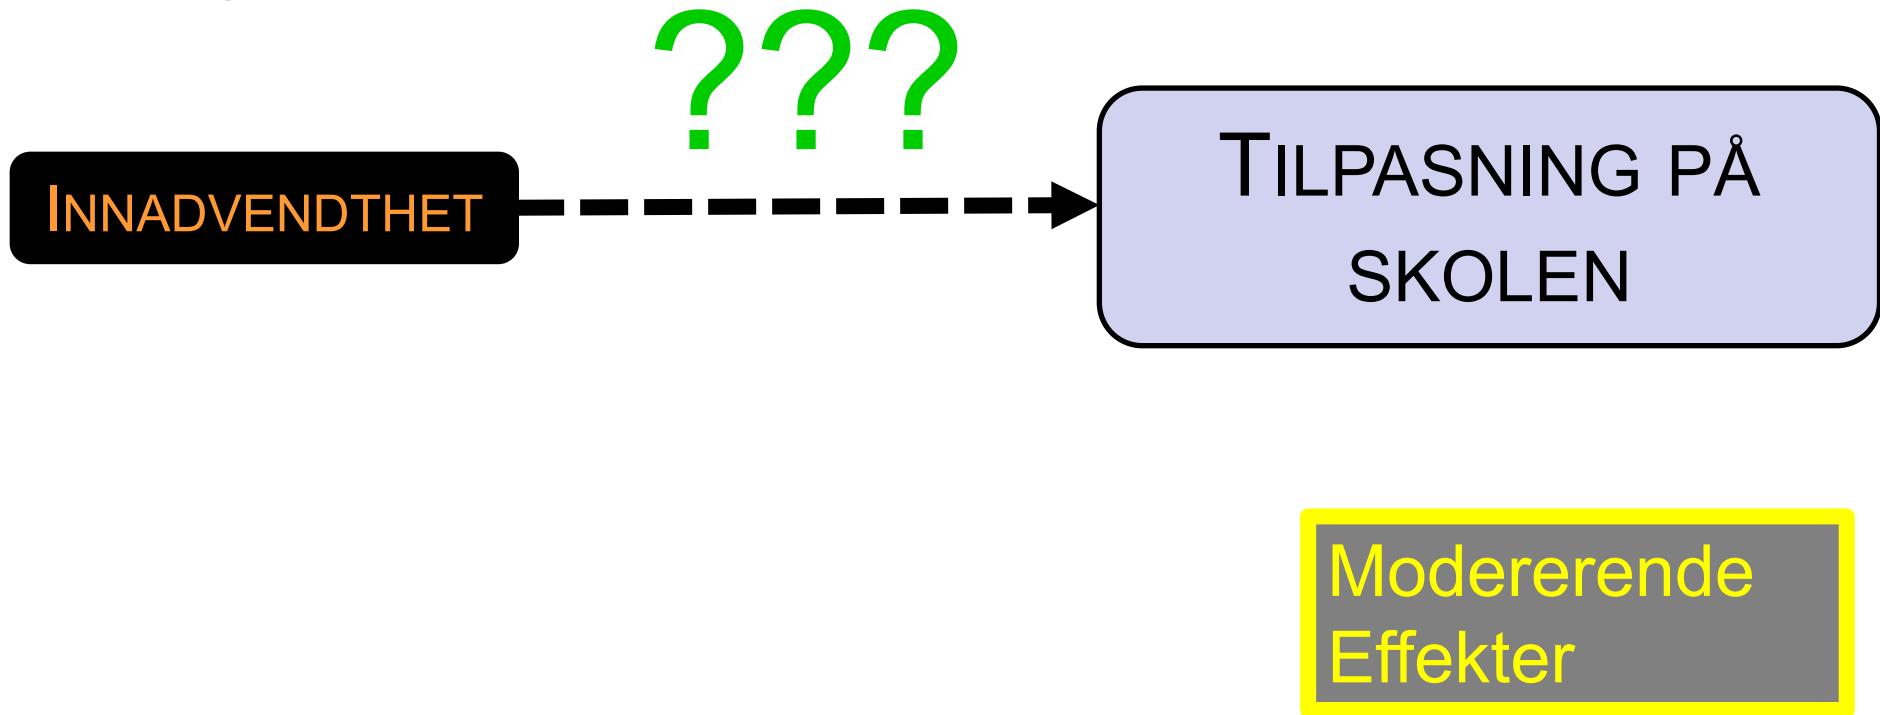 ???
INNADVENDTHET
TILPASNING PÅ
SKOLEN
Modererende
Effekter